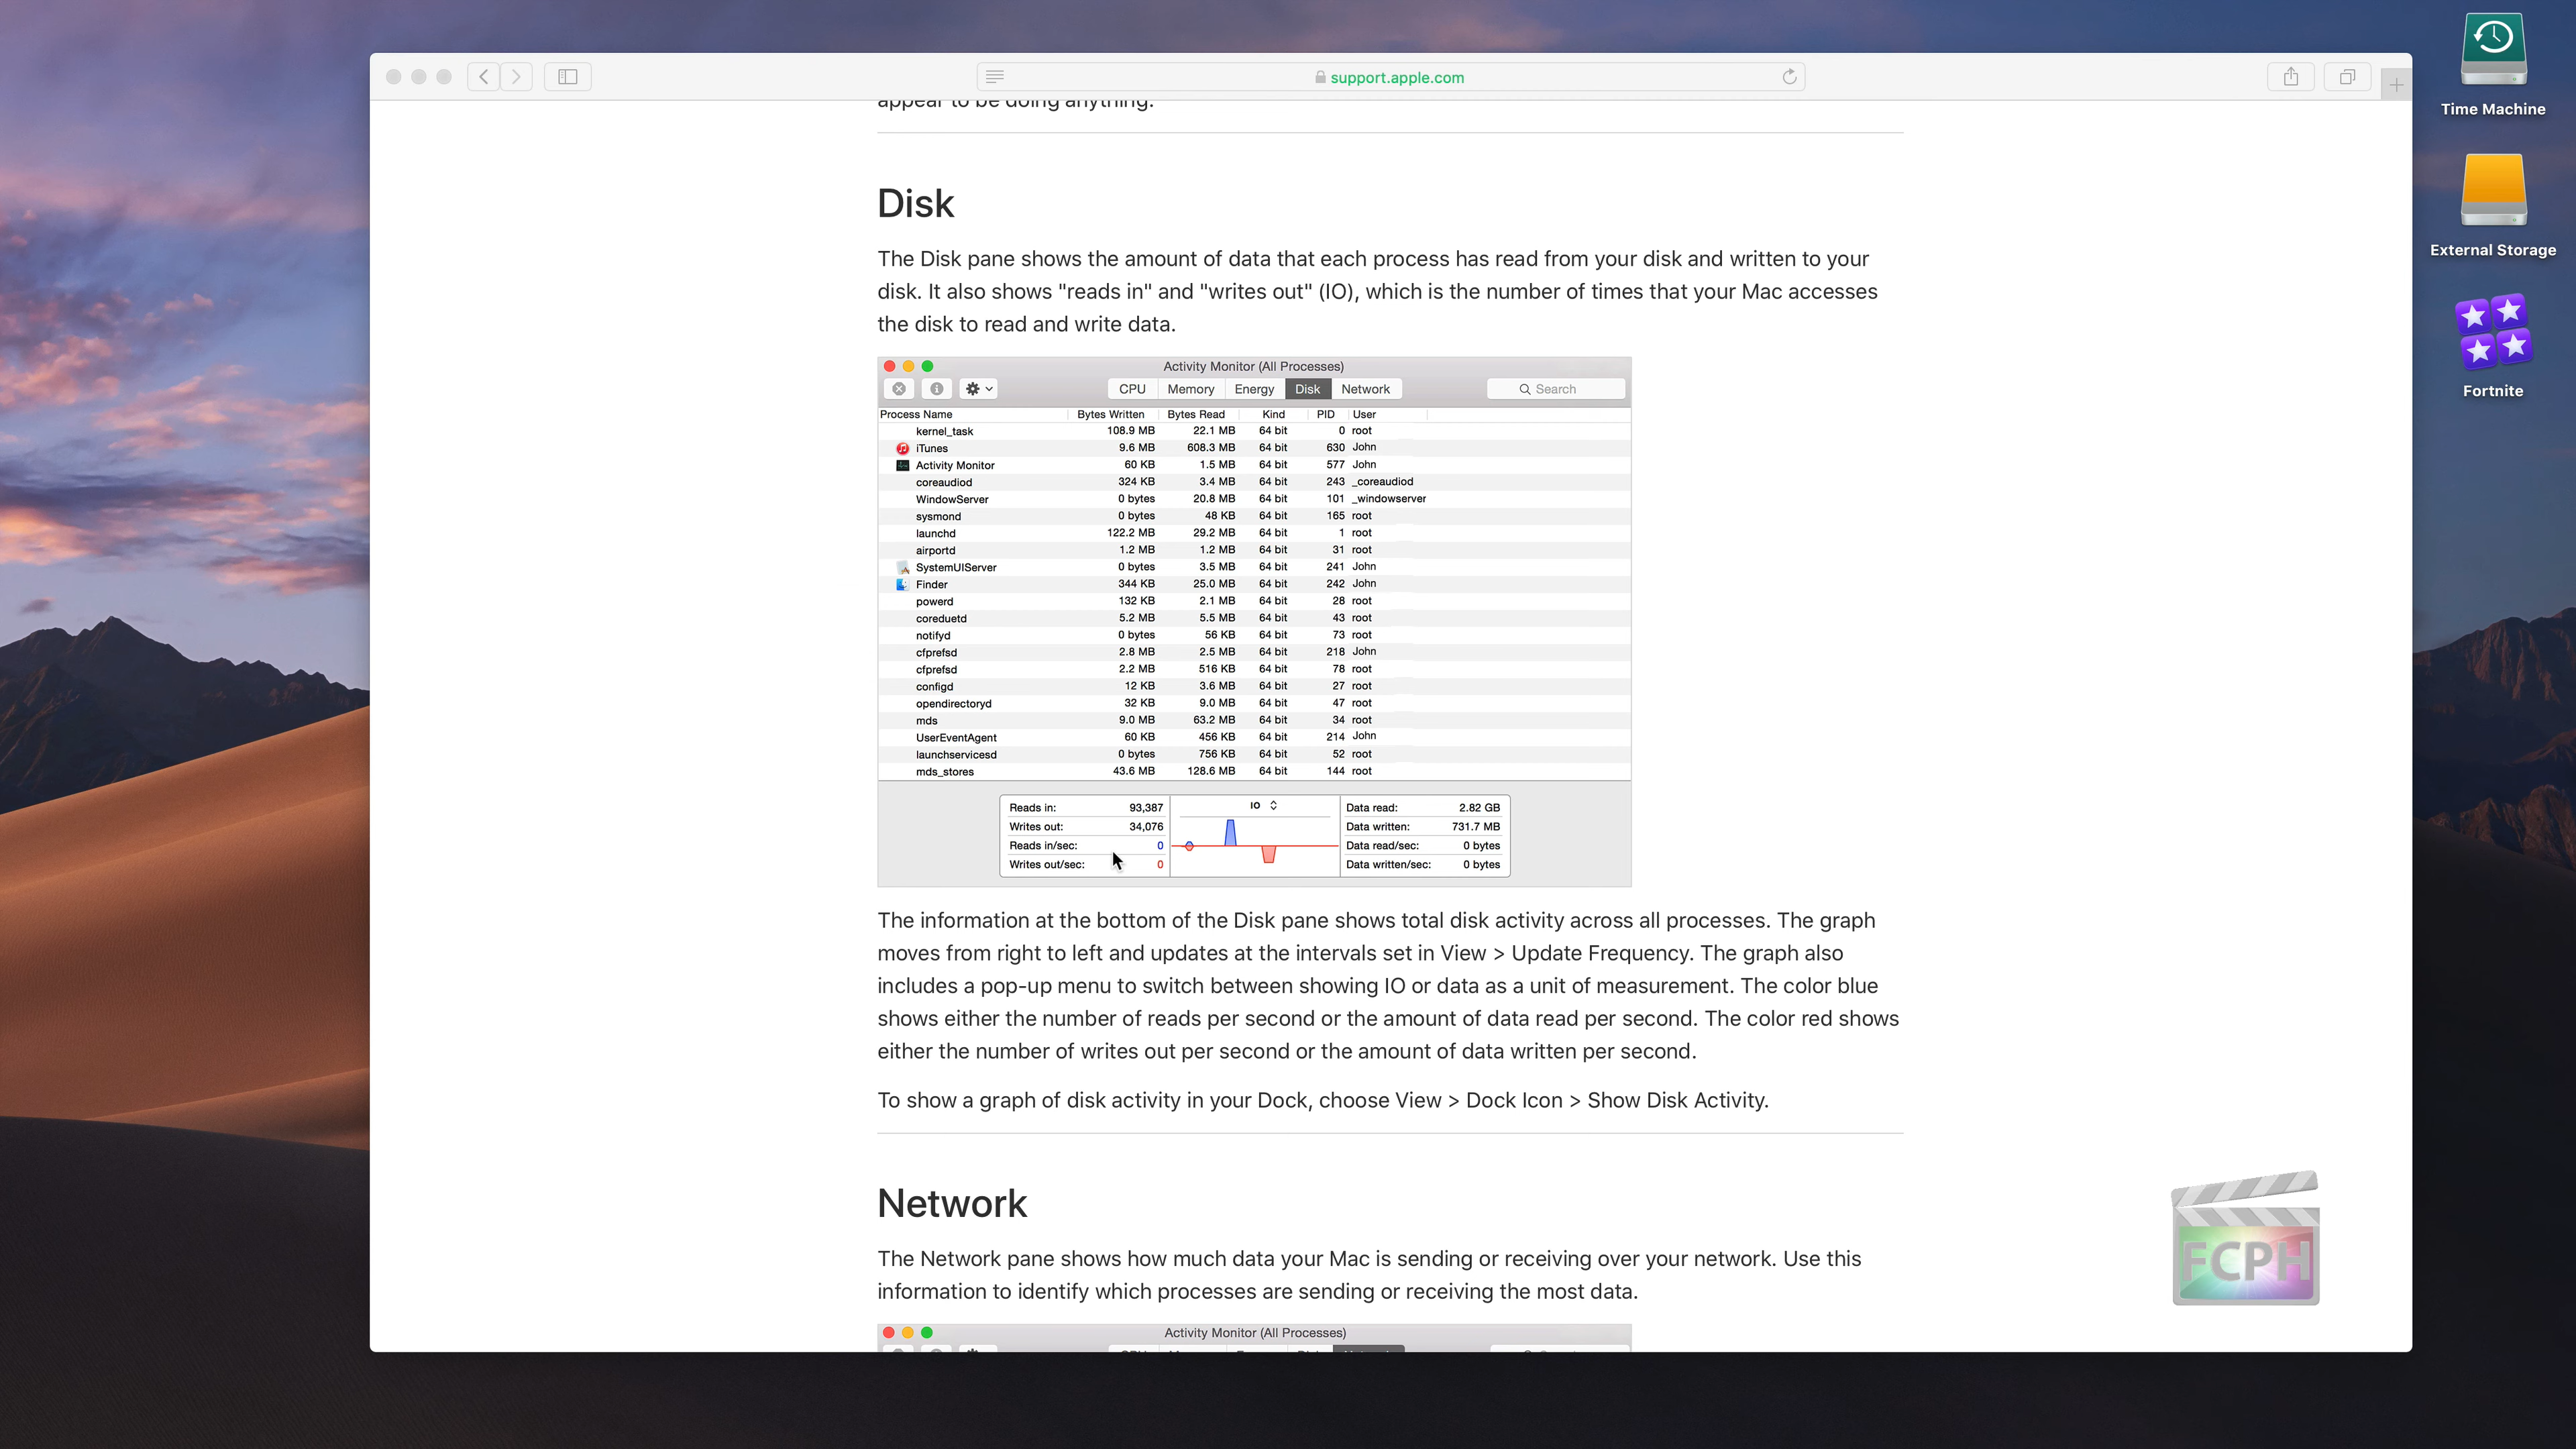 support.apple.com
appear to be doing anything.
Disk
The Disk pane shows the amount of data that each process has read from your disk and written to your
disk. It also shows "reads in" and "writes out" (IO), which is the number of times that your Mac accesses
the disk to read and write data.
Activity Monitor (All Processes)
CPU Memory Energy Disk Network Search
Process Name Bytes Written Bytes Read Kind PID User
kernel_task 108.9 MB 22.1 MB 64 bit 0 root
iTunes 9.6 MB 608.3 MB 64 bit 630 John
Activity Monitor 60 KB 1.5 MB 64 bit 577 John
coreaudiod 324 KB 3.4 MB 64 bit 243 _coreaudiod
WindowServer 0 bytes 20.8 MB 64 bit 101 _windowserver
sysmond 0 bytes 48 KB 64 bit 165 root
launchd 122.2 MB 29.2 MB 64 bit 1 root
airportd 1.2 MB 1.2 MB 64 bit 31 root
SystemUIServer 0 bytes 3.5 MB 64 bit 241 John
Finder 344 KB 25.0 MB 64 bit 242 John
powerd 132 KB 2.1 MB 64 bit 28 root
coreduetd 5.2 MB 5.5 MB 64 bit 43 root
notifyd 0 bytes 56 KB 64 bit 73 root
cfprefsd 2.8 MB 2.5 MB 64 bit 218 John
cfprefsd 2.2 MB 516 KB 64 bit 78 root
configd 12 KB 3.6 MB 64 bit 27 root
opendirectoryd 32 KB 9.0 MB 64 bit 47 root
mds 9.0 MB 63.2 MB 64 bit 34 root
UserEventAgent 60 KB 456 KB 64 bit 214 John
launchservicesd 0 bytes 756 KB 64 bit 52 root
mds_stores 43.6 MB 128.6 MB 64 bit 144 root
Reads in: 93,387 IO Data read: 2.82 GB
Writes out: 34,076 Data written: 731.7 MB
Reads in/sec: 0 Data read/sec: 0 bytes
Writes out/sec: 0 Data written/sec: 0 bytes
The information at the bottom of the Disk pane shows total disk activity across all processes. The graph
moves from right to left and updates at the intervals set in View > Update Frequency. The graph also
includes a pop-up menu to switch between showing IO or data as a unit of measurement. The color blue
shows either the number of reads per second or the amount of data read per second. The color red shows
either the number of writes out per second or the amount of data written per second.
To show a graph of disk activity in your Dock, choose View > Dock Icon > Show Disk Activity.
Network
The Network pane shows how much data your Mac is sending or receiving over your network. Use this
information to identify which processes are sending or receiving the most data.
Activity Monitor (All Processes)
Time Machine
External Storage
Fortnite
FCPH